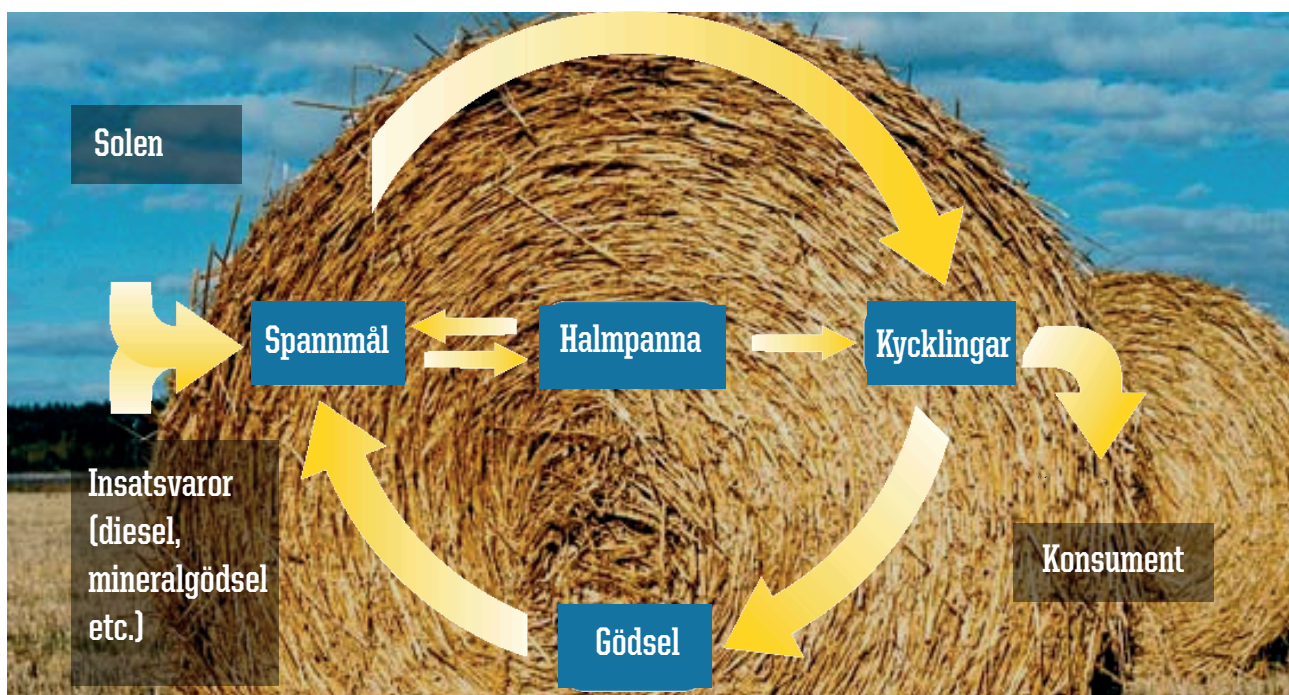 Solen
Spannmål
Halmpanna
Kycklingar
Insatsvaror
(diesel,
mineralgödsel
etc.)
Konsument
Gödsel